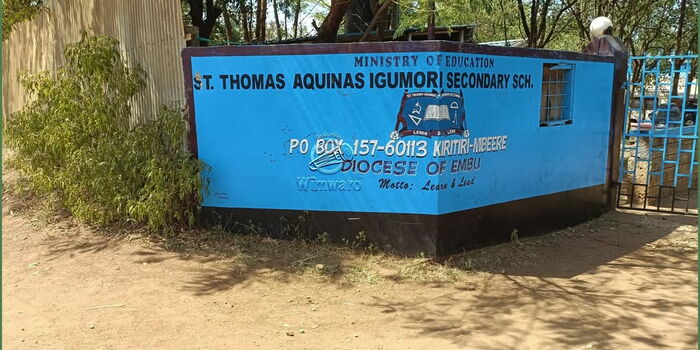 MINISTRY OF EDUCATION
ST. THOMAS AQUINAS IGUMORI SECONDARY SCH.
LEARN & LEAD
PO BOX 157-60113 KIRITIRI-MBEERE
DIOCESE OF EMBU
Wimwaro
Motto: Learn & Lead